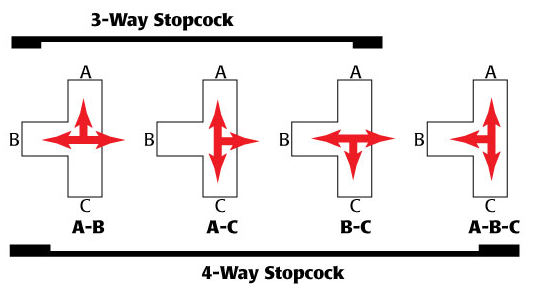 3-Way Stopcock
A A A A
B B B B
C C C C
A-B A-C B-C A-B-C
4-Way Stopcock